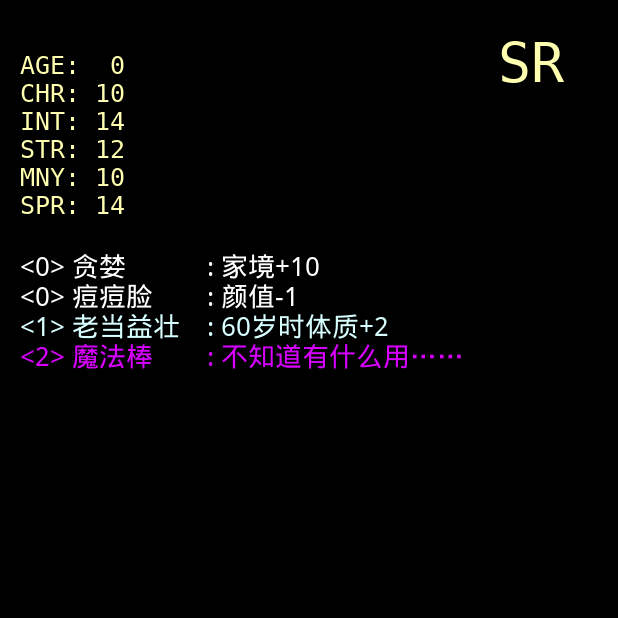 SR
AGE: 0
CHR: 10
INT: 14
STR: 12
MNY: 10
SPR: 14
<0> 贪婪 : 家境+10
<0> 痘痘脸 : 颜值-1
<1> 老当益壮 : 60岁时体质+2
<2> 魔法棒 : 不知道有什么用……